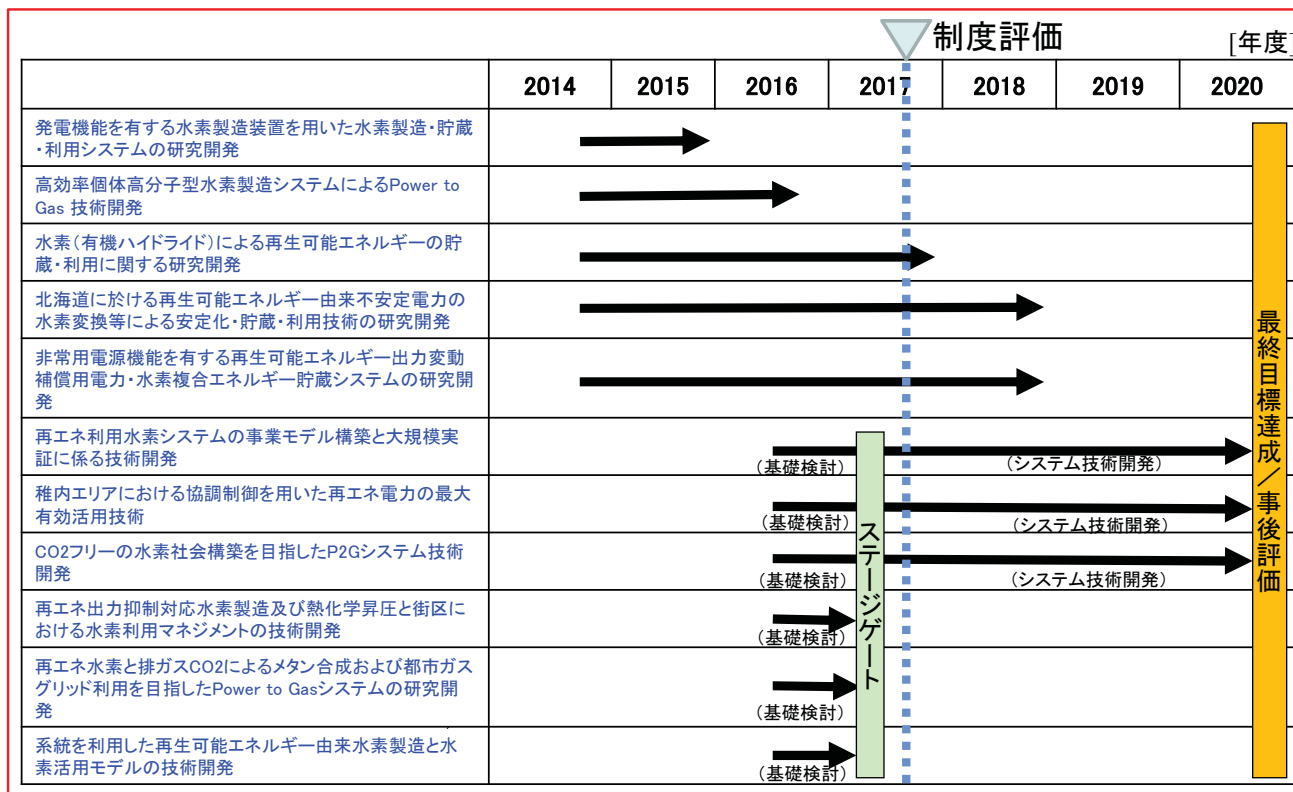 制度評価
[年度]
2014 2015 2016 2017 2018 2019 2020
発電機能を有する水素製造装置を用いた水素製造・貯蔵
・利用システムの研究開発
高効率個体高分子型水素製造システムによるPower to
Gas 技術開発
水素(有機ハイドライド)による再生可能エネルギーの貯
蔵・利用に関する研究開発
北海道に於ける再生可能エネルギー由来不安定電力の
水素変換等による安定化・貯蔵・利用技術の研究開発
非常用電源機能を有する再生可能エネルギー出力変動
補償用電力・水素複合エネルギー貯蔵システムの研究開
発
再エネ利用水素システムの事業モデル構築と大規模実
証に係る技術開発
(基礎検討)
(システム技術開発)
稚内エリアにおける協調制御を用いた再エネ電力の最大
有効活用技術
(基礎検討)
(システム技術開発)
CO2フリーの水素社会構築を目指したP2Gシステム技術
開発
(基礎検討)
(システム技術開発)
再エネ出力抑制対応水素製造及び熱化学昇圧と街区に
おける水素利用マネジメントの技術開発
(基礎検討)
再エネ水素と排ガスCO2によるメタン合成および都市ガス
グリッド利用を目指したPower to Gasシステムの研究開
発
(基礎検討)
系統を利用した再生可能エネルギー由来水素製造と水
素活用モデルの技術開発
(基礎検討)
ステージゲート
最終目標達成/事後評価